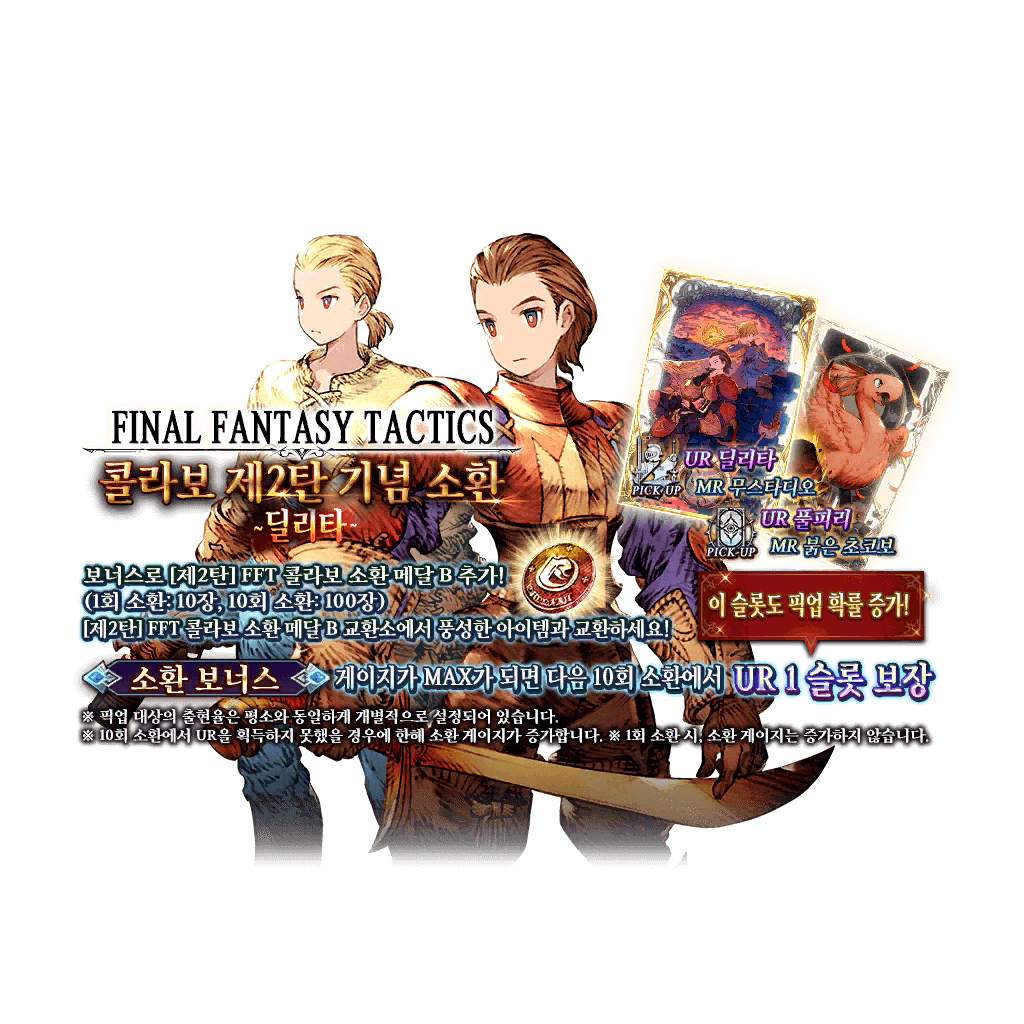 FINAL FANTASY TACTICS
콜라보 제2탄 기념 소환
~딜리타~
UR 딜리타
PICK-UP MR 무스타디오
UR 풀피리
PICK-UP MR 붉은 초코보
보너스로 [제2탄] FFT 콜라보 소환 메달 B 추가!
(1회 소환: 10장, 10회 소환: 100장)
[제2탄] FFT 콜라보 소환 메달 B 교환소에서 풍성한 아이템과 교환하세요!
이 슬롯도 픽업 확률 증가!
소환 보너스 게이지가 MAX가 되면 다음 10회 소환에서 UR 1 슬롯 보장
※ 픽업 대상의 출현율은 평소와 동일하게 개별적으로 설정되어 있습니다.
※ 10회 소환에서 UR을 획득하지 못했을 경우에 한해 소환 게이지가 증가합니다. ※ 1회 소환 시, 소환 게이지는 증가하지 않습니다.